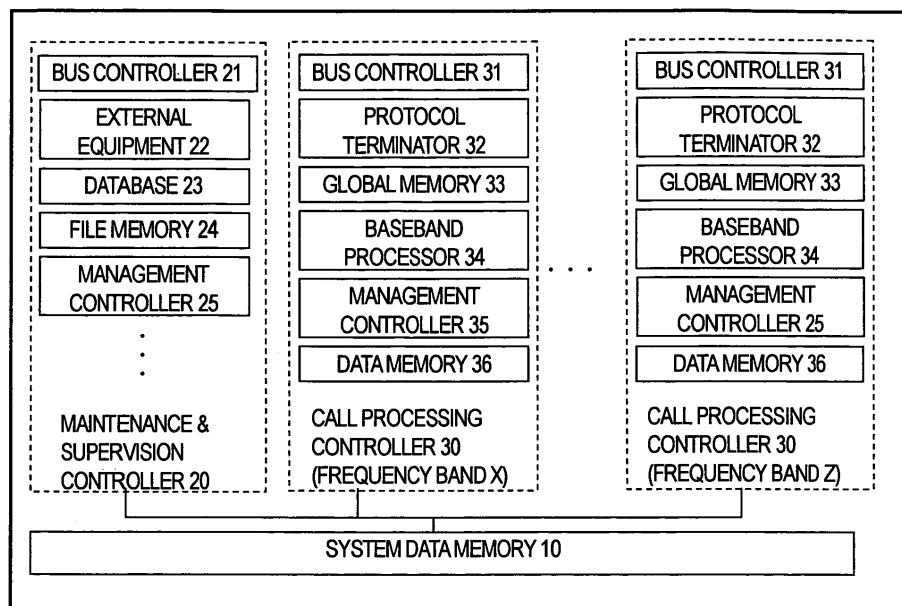 BUS CONTROLLER 21
EXTERNAL
EQUIPMENT 22
DATABASE 23
FILE MEMORY 24
MANAGEMENT
CONTROLLER 25
MAINTENANCE &
SUPERVISION
CONTROLLER 20
BUS CONTROLLER 31
PROTOCOL
TERMINATOR 32
GLOBAL MEMORY 33
BASEBAND
PROCESSOR 34
MANAGEMENT
CONTROLLER 35
DATA MEMORY 36
CALL PROCESSING
CONTROLLER 30
(FREQUENCY BAND X)
BUS CONTROLLER 31
PROTOCOL
TERMINATOR 32
GLOBAL MEMORY 33
BASEBAND
PROCESSOR 34
MANAGEMENT
CONTROLLER 25
DATA MEMORY 36
CALL PROCESSING
CONTROLLER 30
(FREQUENCY BAND Z)
SYSTEM DATA MEMORY 10